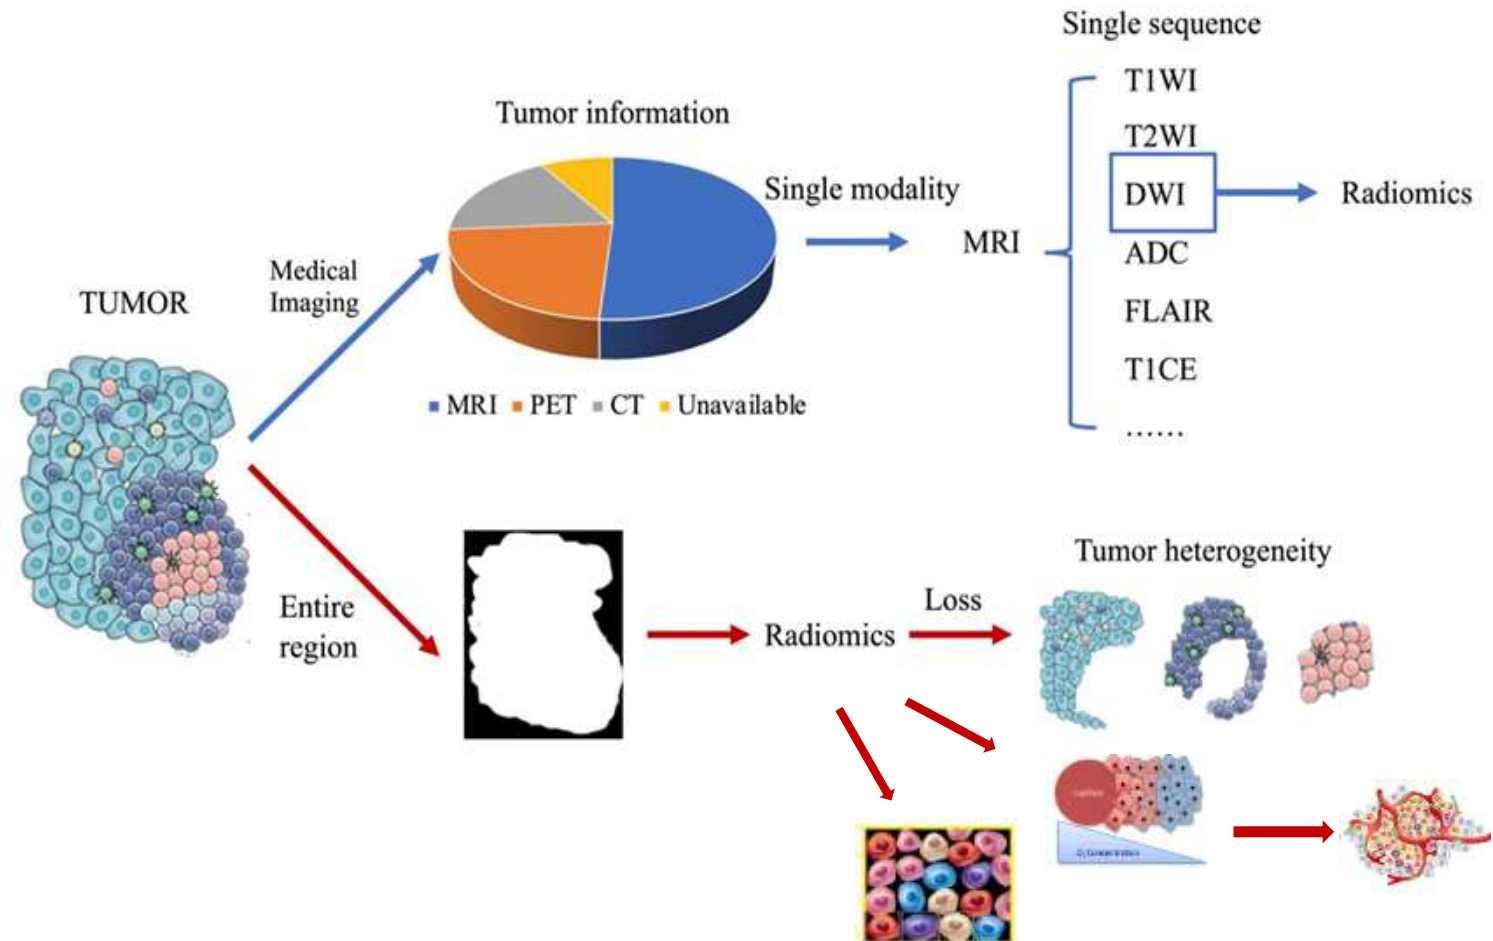 Single sequence
T1WI
T2WI
DWI
ADC
FLAIR
T1CE
......
Radiomics
Tumor information
Single modality
MRI
Medical
Imaging
MRI
PET
CT
Unavailable
TUMOR
Entire
region
Radiomics
Loss
Tumor heterogeneity